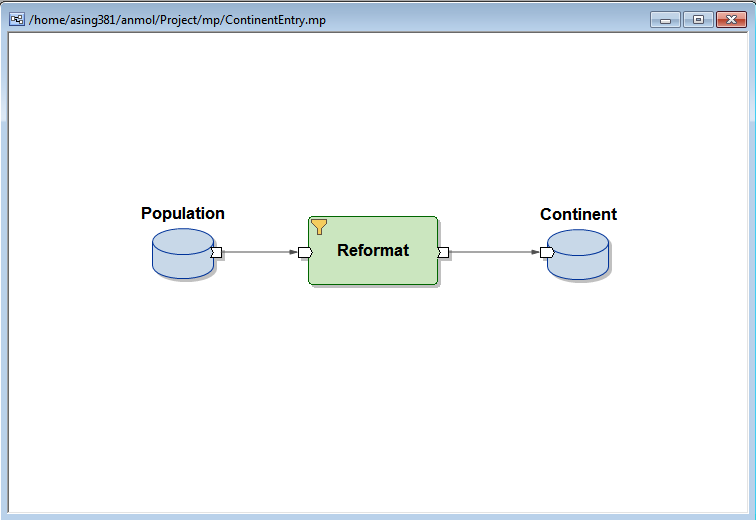 /home/asing381/anmol/Project/mp/ContinentEntry.mp
Population
Reformat
Continent